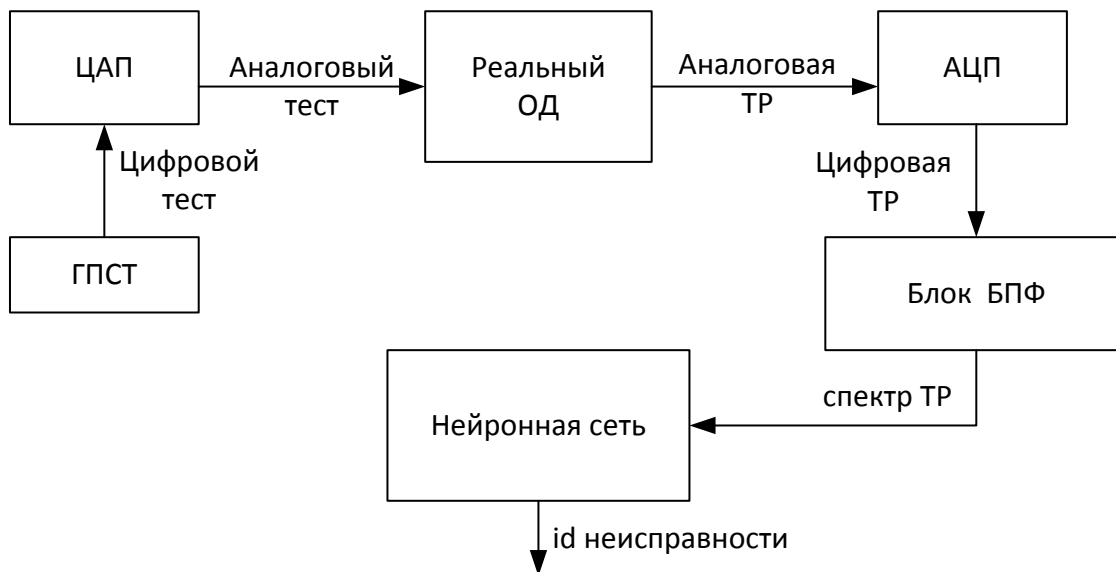 ЦАП
Аналоговый
тест
Реальный
ОД
Аналоговая
ТР
АЦП
Цифровой
тест
Цифровая
ТР
ГПСТ
Блок БПФ
спектр ТР
Нейронная сеть
id неисправности